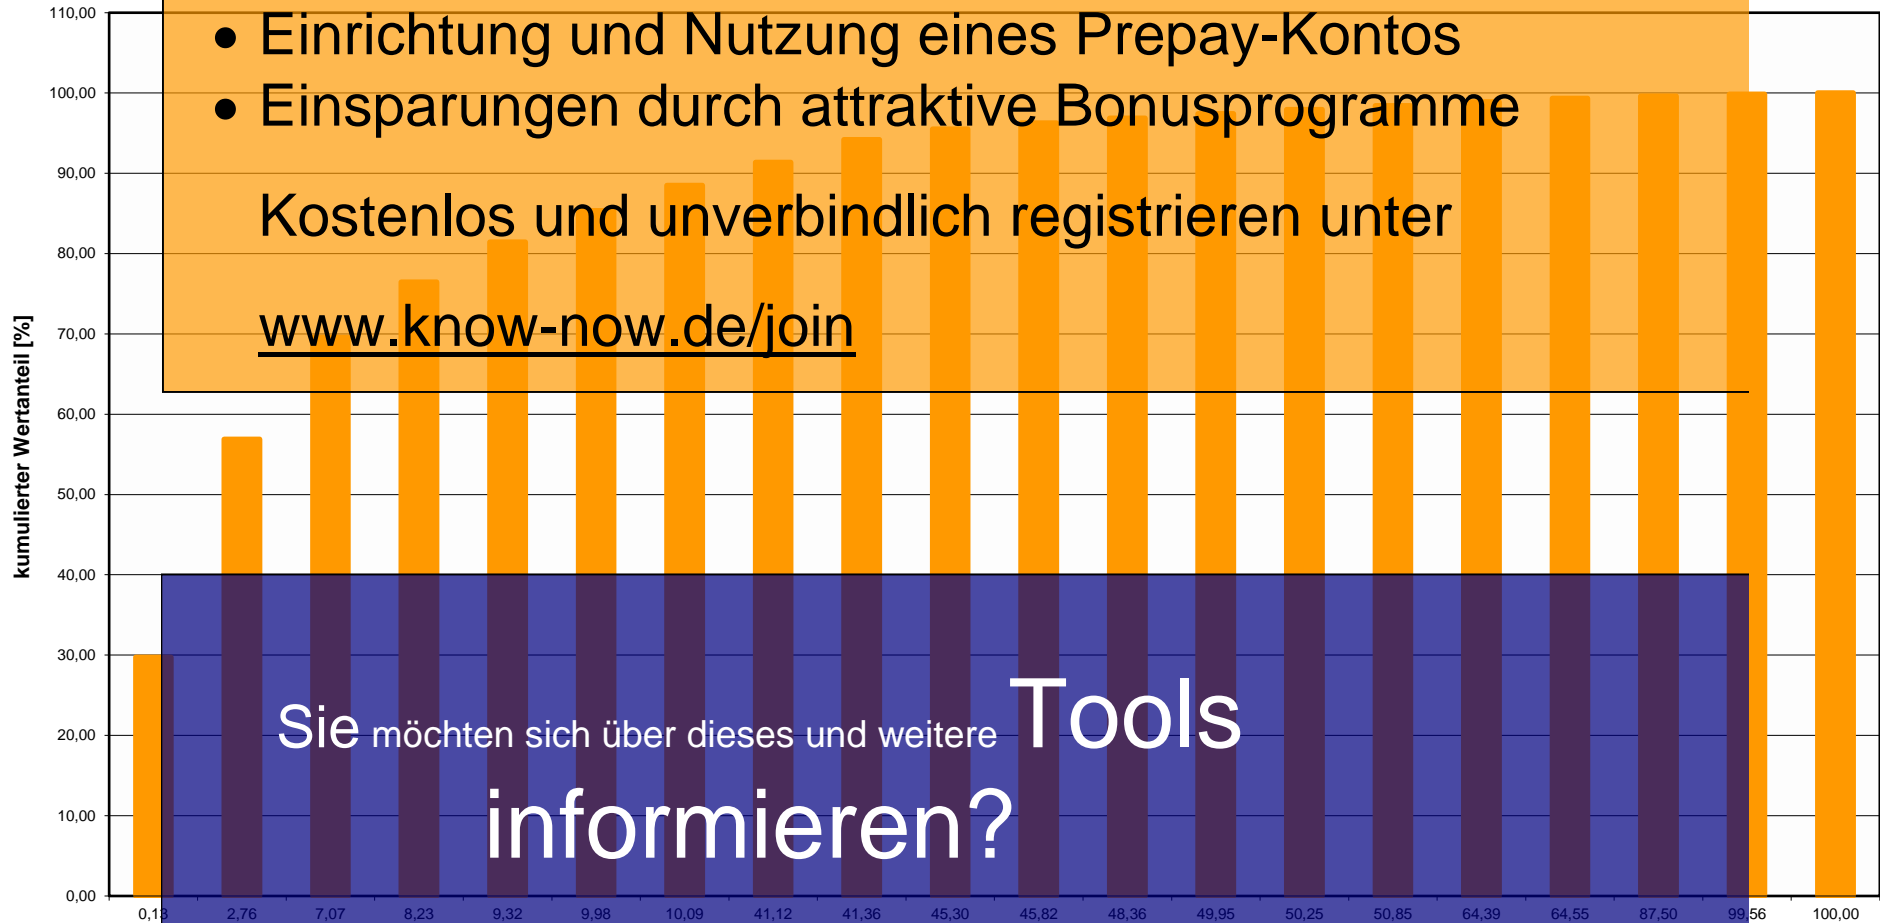 110,00
• Einrichtung und Nutzung eines Prepay-Kontos
100,00
• Einsparungen durch attraktive Bonusprogramme
90,00
Kostenlos und unverbindlich registrieren unter
80,00
www.know-now.de/join
70,00
60,00
50,00
40,00
30,00
20,00
10,00
0,00
kumulierter Wertanteil [%]
Sie möchten sich über dieses und weitere Tools
informieren?
0,13 2,76 7,07 8,23 9,32 9,98 10,09 41,12 41,36 45,30 45,82 48,36 49,95 50,25 50,85 64,39 64,55 87,50 99,56 100,00